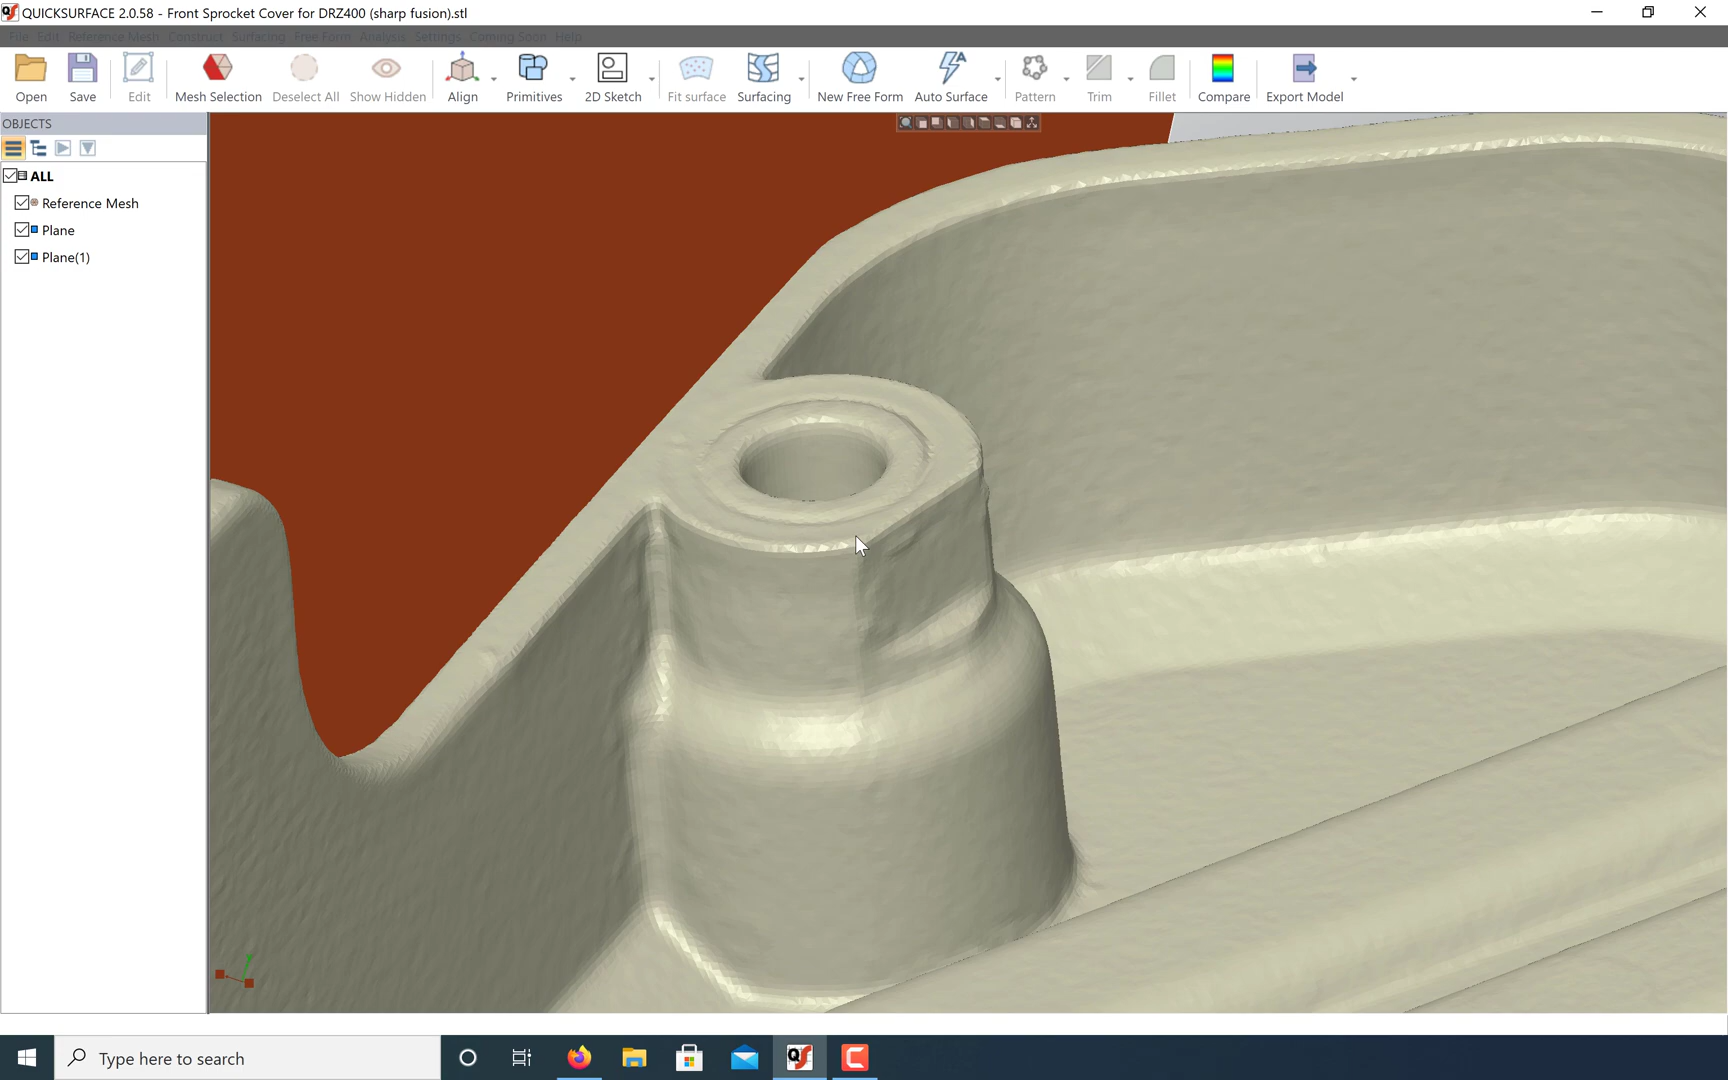 QUICKSURFACE 2.0.58 - Front Sprocket Cover for DRZ400 (sharp fusion).stl
File Edit Reference Mesh Construct Surfacing Free Form Analysis Settings Coming Soon Help
Open Save Edit Mesh Selection Deselect All Show Hidden Align Primitives 2D Sketch Fit surface Surfacing New Free Form Auto Surface Pattern Trim Fillet Compare Export Model
OBJECTS
ALL
Reference Mesh
Plane
Plane(1)
Type here to search